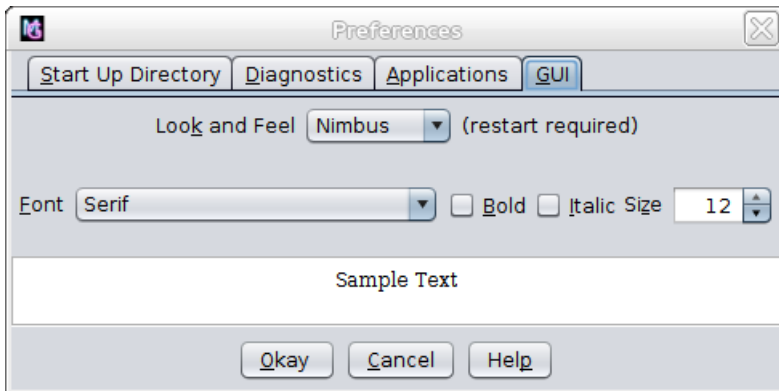 Preferences
Start Up Directory Diagnostics Applications GUI
Look and Feel Nimbus (restart required)
Font Serif Bold Italic Size 12
Sample Text
Okay Cancel Help